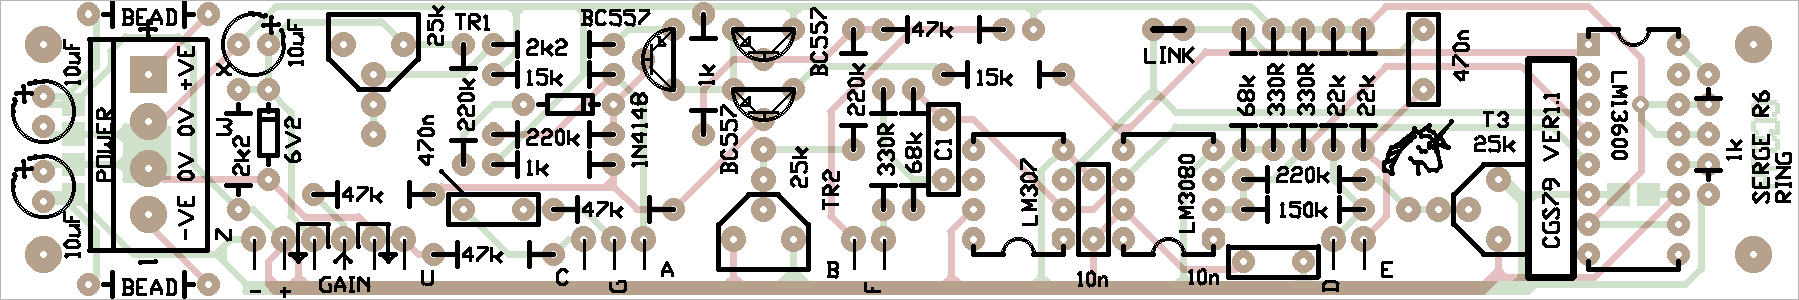 BEAD
+
10uF
+
10uF
X
POWER
+VE
0V
0V
-VE
-
10uF
+
BEAD
W
2k2
6V2
Z
-
+
GAIN
25k
TR1
220k
470n
2k2
15k
220k
1k
47k
47k
47k
U
C
G
A
BC557
1N4148
1k
BC557
BC557
25k
TR2
220k
B
F
47k
330R
68k
C1
15k
LM307
10n
LINK
LM3080
10n
68k
330R
330R
22k
22k
220k
150k
D
E
470n
T3
25k
CGS79 VER1.1
LM13600
1k
SERGE R6
RING